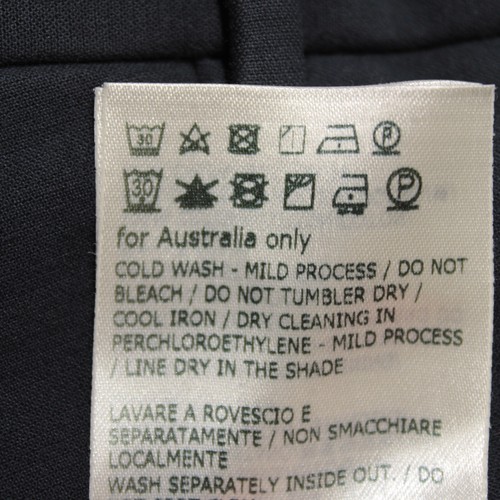 30 P
30 P
for Australia only
COLD WASH - MILD PROCESS / DO NOT
BLEACH / DO NOT TUMBLER DRY /
COOL IRON / DRY CLEANING IN
PERCHLOROETHYLENE - MILD PROCESS
/ LINE DRY IN THE SHADE
LAVARE A ROVESCIO E
SEPARATAMENTE / NON SMACCHIARE
LOCALMENTE
WASH SEPARATELY INSIDE OUT. / DO